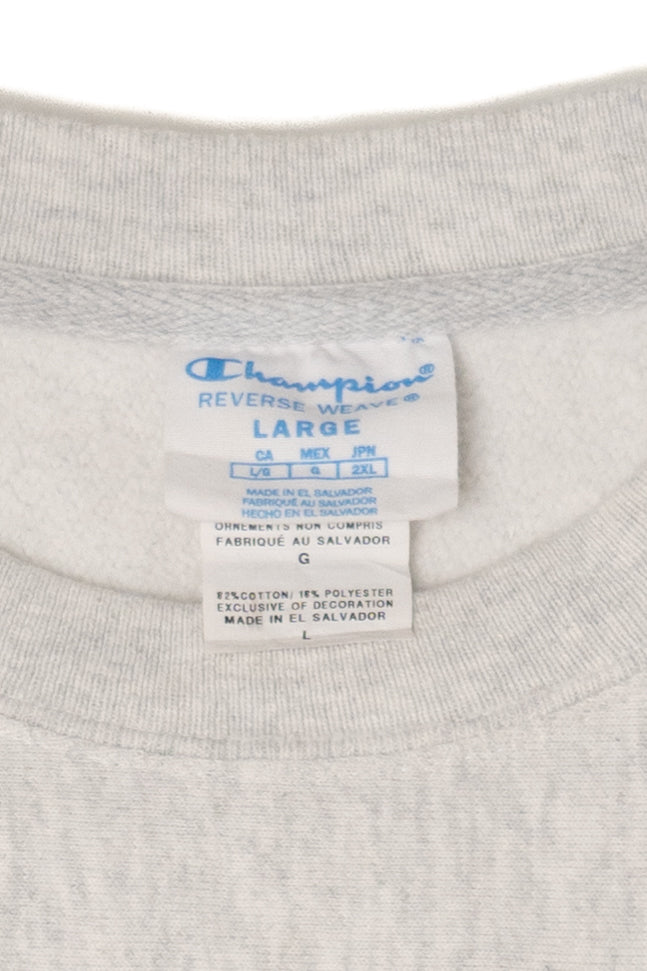 Champion®
REVERSE WEAVE®
LARGE
CA MEX JPN
L/G G 2XL
MADE IN EL SALVADOR
FABRIQUÉ AU SALVADOR
HECHO EN EL SALVADOR
ORNEMENTS NON COMPRIS
FABRIQUÉ AU SALVADOR
G
82%COTTON/ 18% POLYESTER
EXCLUSIVE OF DECORATION
MADE IN EL SALVADOR
L